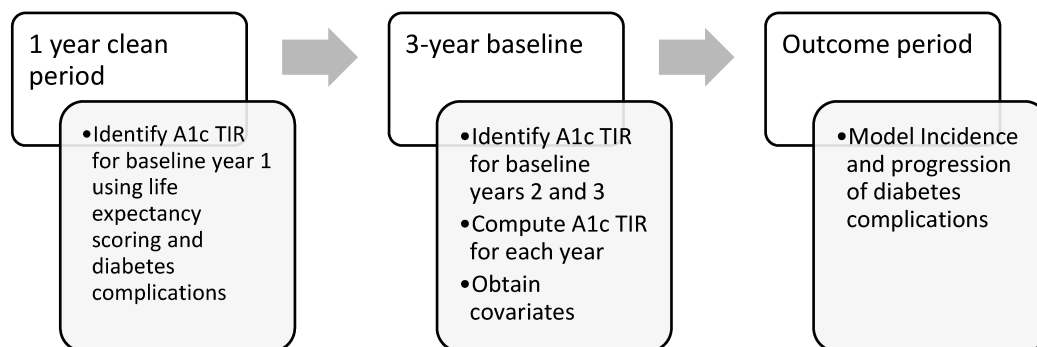 1 year clean
period
•Identify A1c TIR
for baseline year 1
using life
expectancy
scoring and
diabetes
complications
3-year baseline
•Identify A1c TIR
for baseline
years 2 and 3
•Compute A1c TIR
for each year
•Obtain
covariates
Outcome period
•Model Incidence
and progression
of diabetes
complications